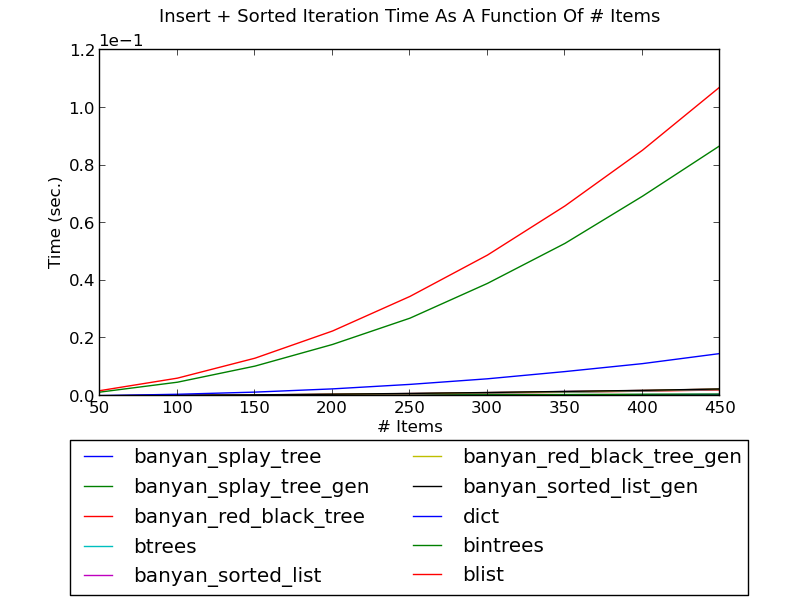 Insert + Sorted Iteration Time As A Function Of # Items
1e−1
1.2
1.0
0.8
0.6
0.4
0.2
0.0
Time (sec.)
50 100 150 200 250 300 350 400 450
# Items
banyan_splay_tree
banyan_splay_tree_gen
banyan_red_black_tree
btrees
banyan_sorted_list
banyan_red_black_tree_gen
banyan_sorted_list_gen
dict
bintrees
blist